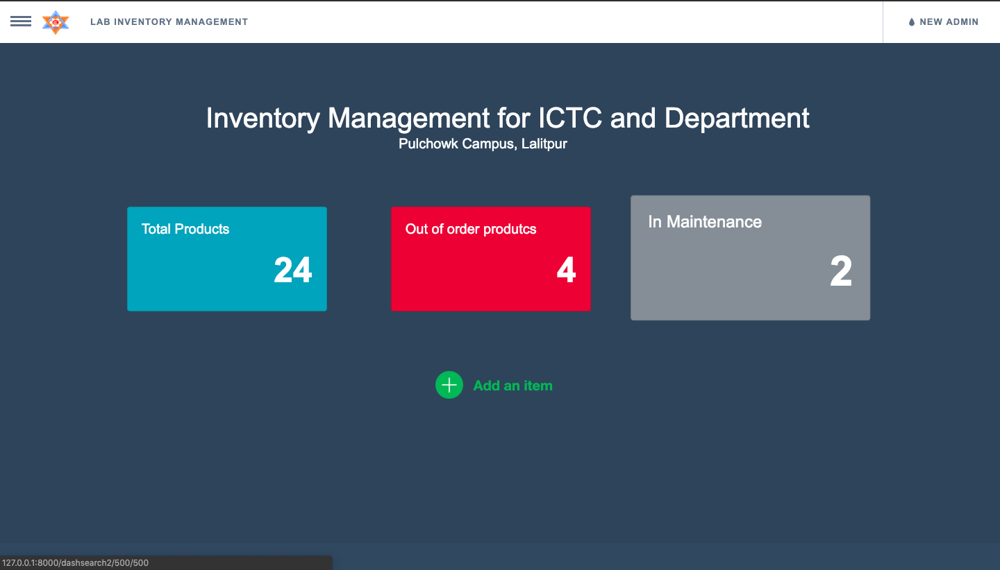 LAB INVENTORY MANAGEMENT
NEW ADMIN
Inventory Management for ICTC and Department
Pulchowk Campus, Lalitpur
Total Products
24
Out of order produtcs
4
In Maintenance
2
Add an item
127.0.0.1:8000/dashsearch2/500/500